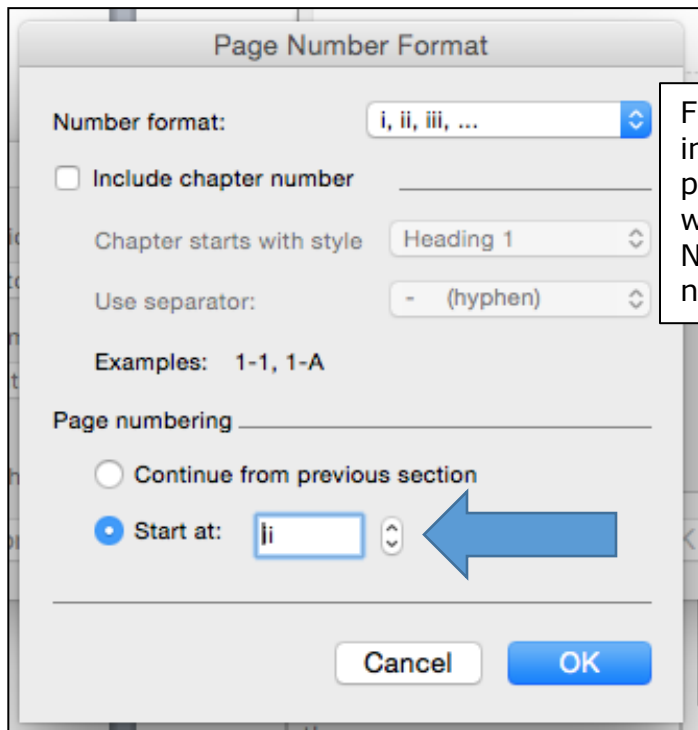 Page Number Format
Number format: i, ii, iii, ...
Include chapter number
Chapter starts with style Heading 1
Use separator: - (hyphen)
Examples: 1-1, 1-A
Page numbering
Continue from previous section
Start at: ii
Cancel OK